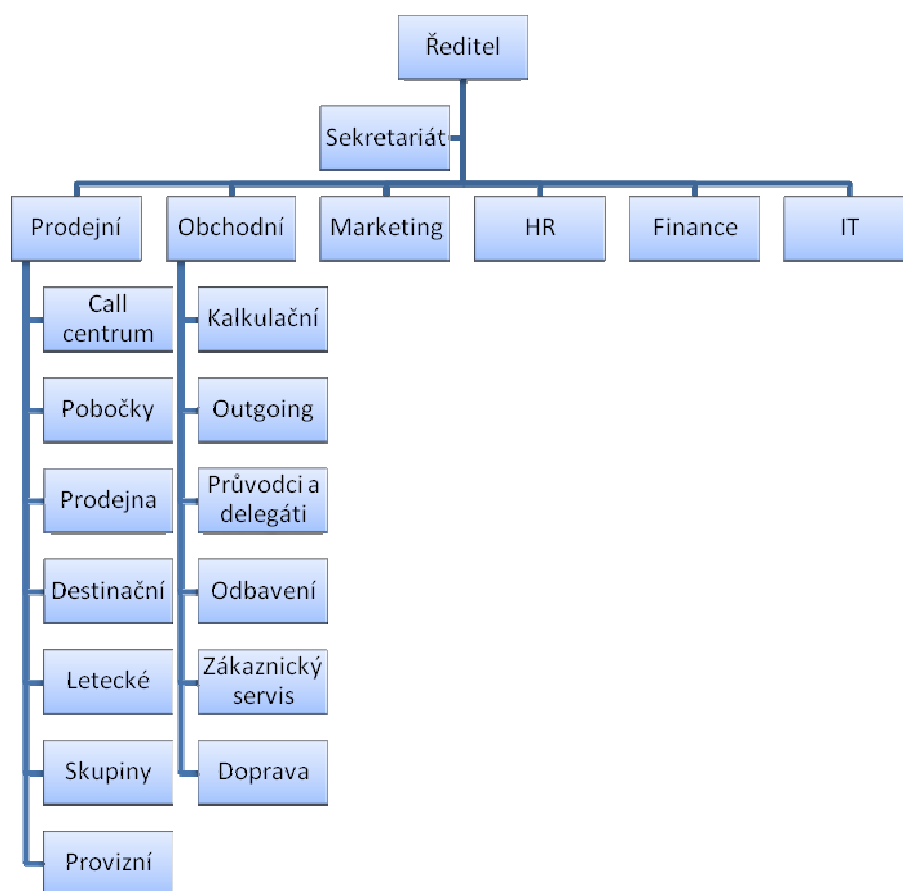 Ředitel
Sekretariát
Prodejní
Obchodní
Marketing
HR
Finance
IT
Call
centrum
Pobočky
Prodejna
Destinační
Letecké
Skupiny
Provizní
Kalkulační
Outgoing
Průvodci a
delegáti
Odbavení
Zákaznický
servis
Doprava